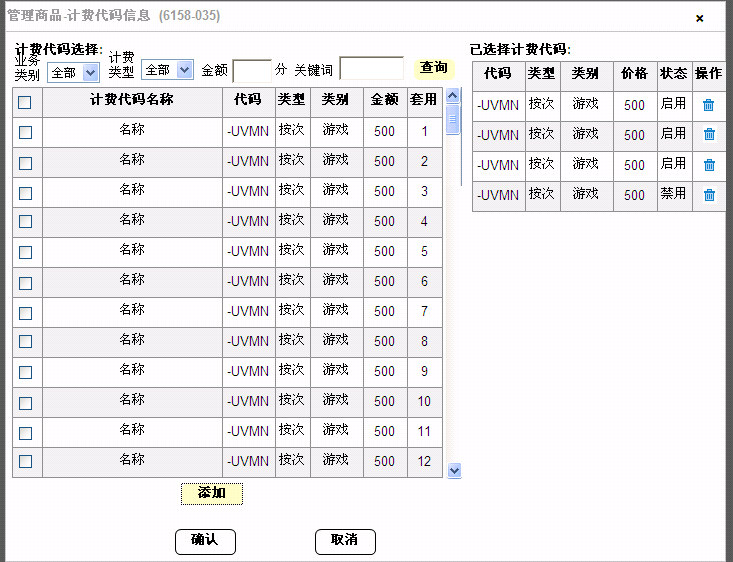 管理商品-计费代码信息 (6158-035)
计费代码选择:
业务类别 全部 计费类型 全部 金额 分 关键词 查询
计费代码名称 代码 类型 类别 金额 套用
名称 -UVMN 按次 游戏 500 1
名称 -UVMN 按次 游戏 500 2
名称 -UVMN 按次 游戏 500 3
名称 -UVMN 按次 游戏 500 4
名称 -UVMN 按次 游戏 500 5
名称 -UVMN 按次 游戏 500 6
名称 -UVMN 按次 游戏 500 7
名称 -UVMN 按次 游戏 500 8
名称 -UVMN 按次 游戏 500 9
名称 -UVMN 按次 游戏 500 10
名称 -UVMN 按次 游戏 500 11
名称 -UVMN 按次 游戏 500 12
添加
确认 取消
已选择计费代码:
代码 类型 类别 价格 状态 操作
-UVMN 按次 游戏 500 启用
-UVMN 按次 游戏 500 启用
-UVMN 按次 游戏 500 启用
-UVMN 按次 游戏 500 禁用